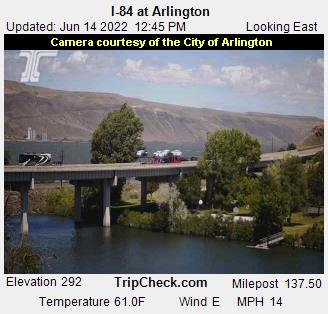 I-84 at Arlington
Updated: Jun 14 2022 12:45 PM Looking East
Camera courtesy of the City of Arlington
Elevation 292 TripCheck.com Milepost 137.50
Temperature 61.0F Wind E MPH 14